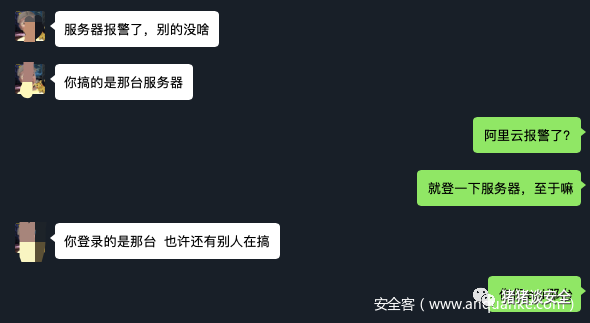 服务器报警了，别的没啥
你搞的是那台服务器
阿里云报警了？
就登一下服务器，至于嘛
你登录的是那台 也许还有别人在搞
猪猪谈安全
安全客（www.anquanke.com）